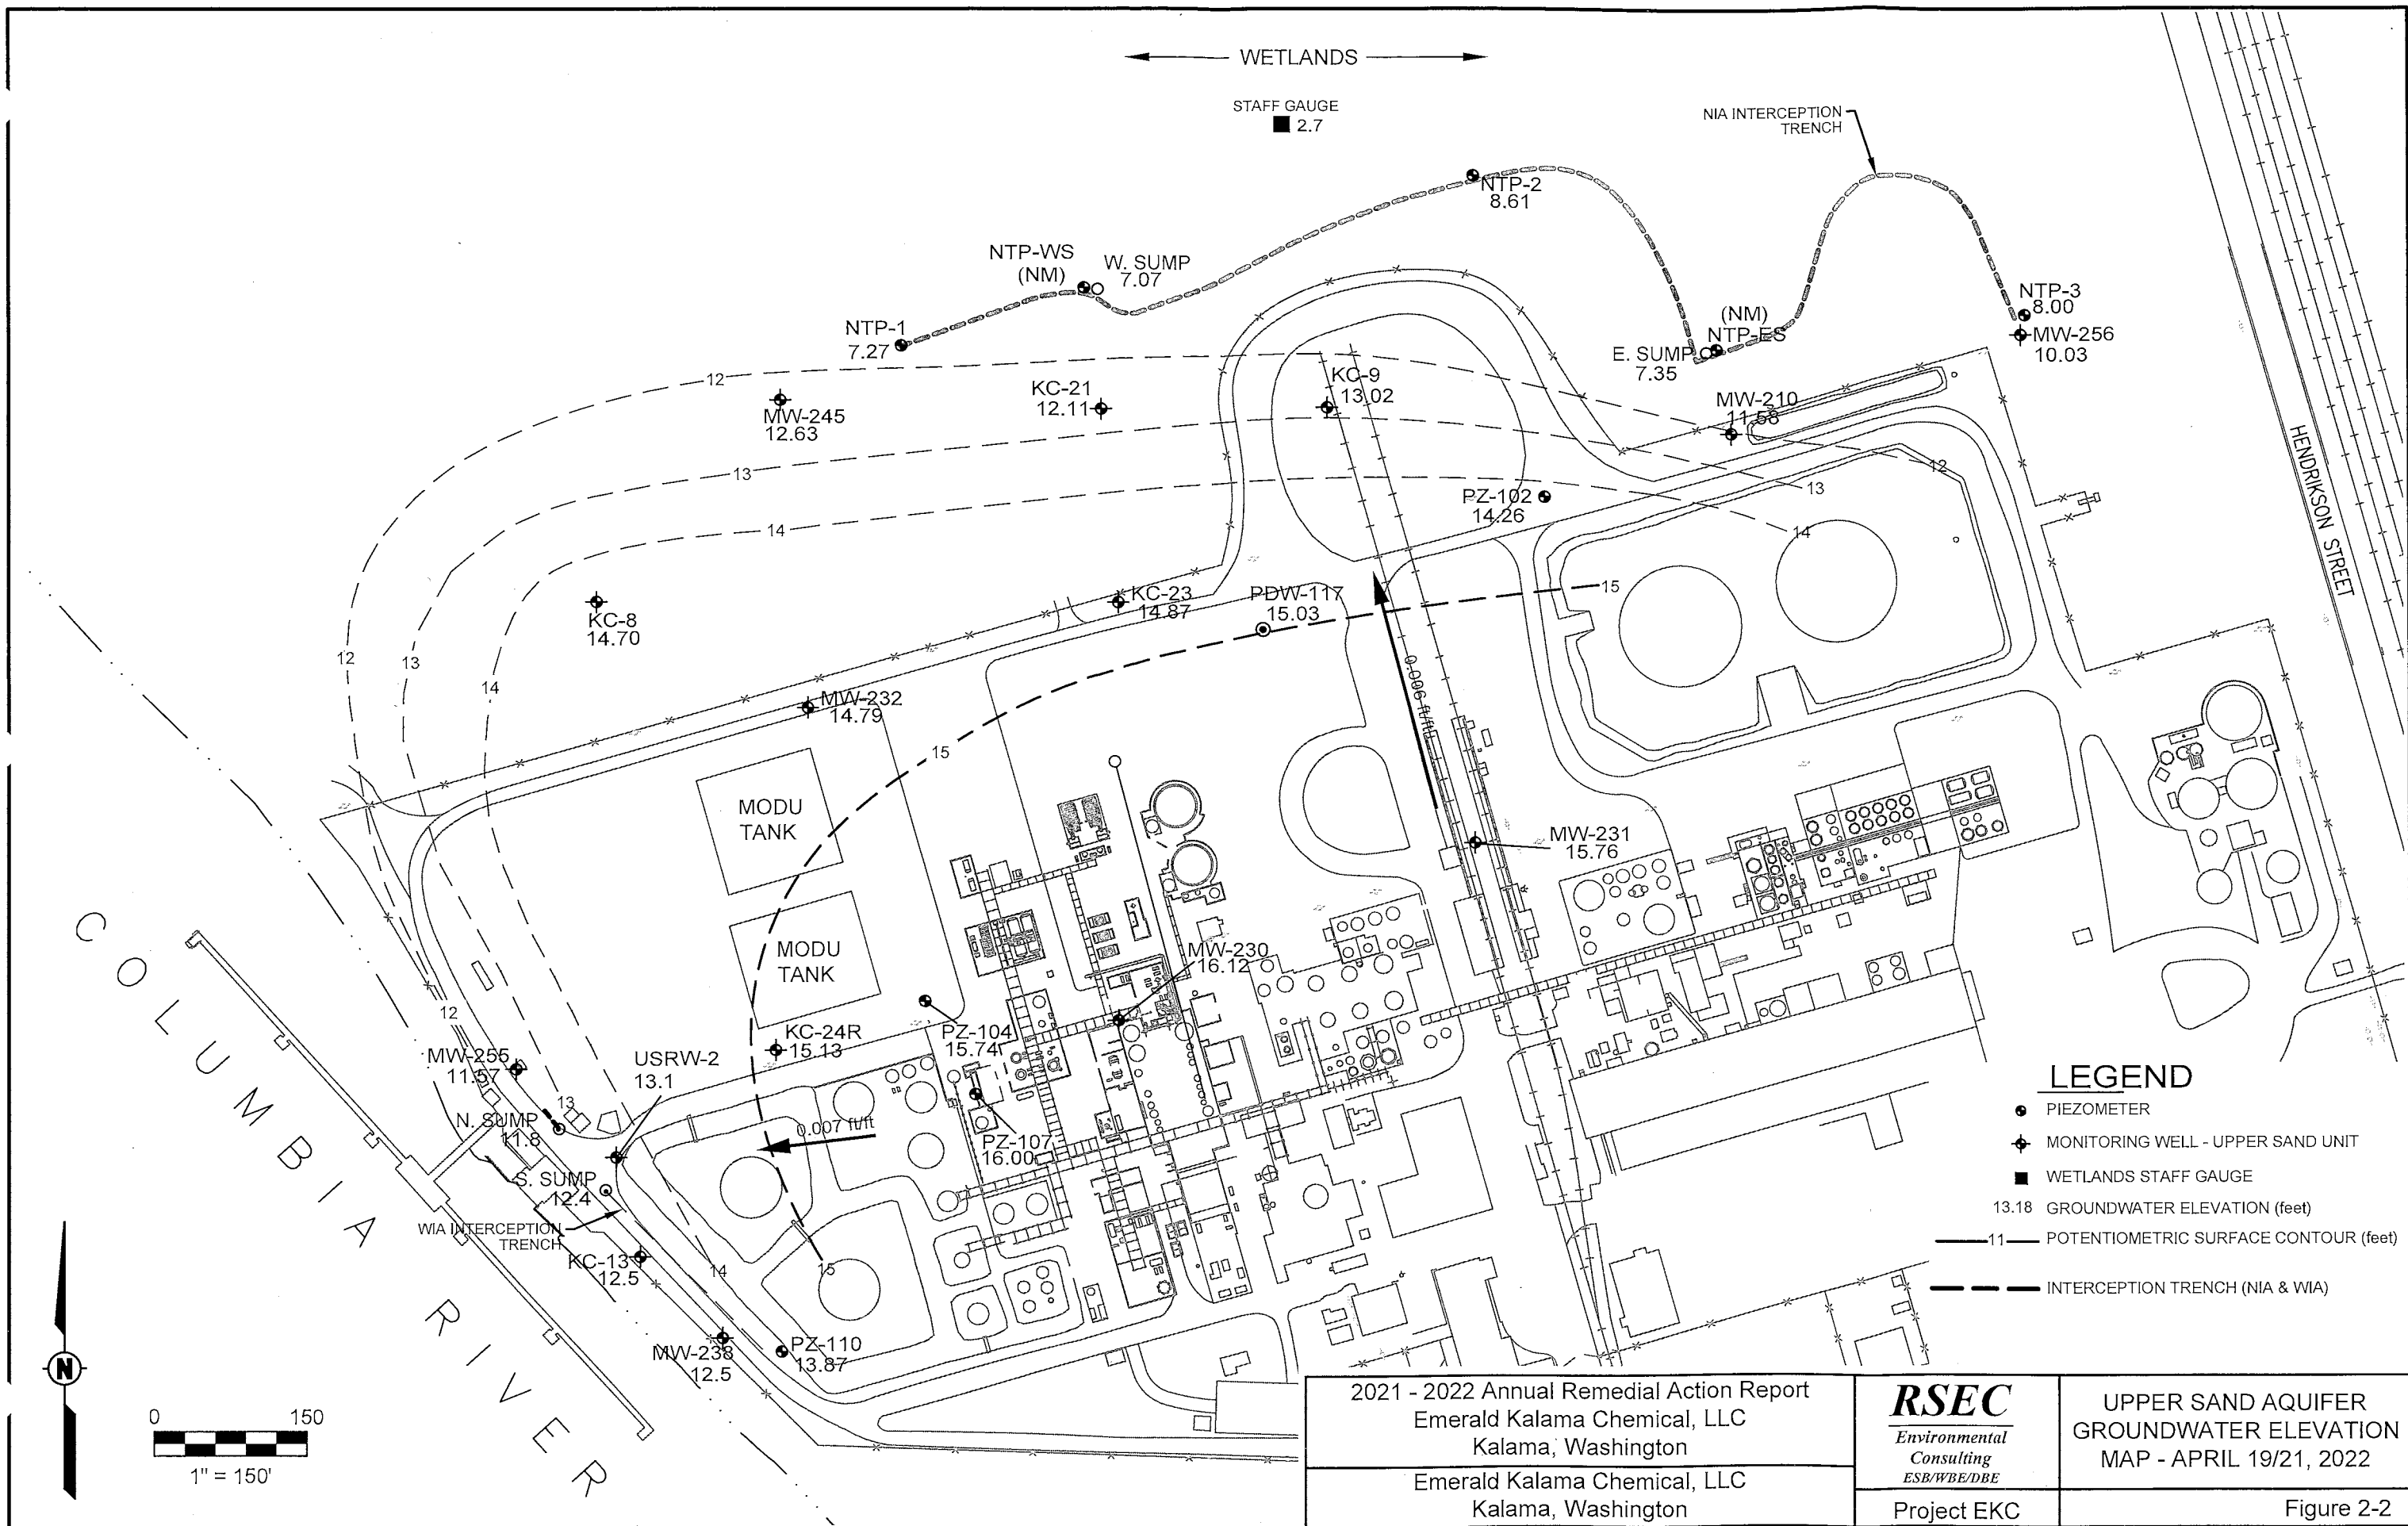 WETLANDS
STAFF GAUGE
2.7
NIA INTERCEPTION
TRENCH
NTP-2
8.61
NTP-WS
(NM)
W. SUMP
7.07
NTP-1
7.27
(NM)
NTP-ES
E. SUMP
7.35
NTP-3
8.00
MW-256
10.03
12
MW-245
12.63
KC-21
12.11
KC-9
13.02
MW-210
11.58
12
13
13
14
PZ-102
14.26
14
HENDRIKSON STREET
KC-8
14.70
KC-23
14.87
PDW-117
15.03
15
12
13
14
MW-232
14.79
0.006 ft/ft
15
MODU
TANK
MW-231
15.76
MODU
TANK
MW-230
16.12
12
PZ-104
15.74
KC-24R
15.13
MW-255
11.57
USRW-2
13.1
13
N. SUMP
11.8
0.007 ft/ft
PZ-107
16.00
S. SUMP
12.4
WIA INTERCEPTION
TRENCH
KC-13
12.5
14
15
MW-238
12.5
PZ-110
13.87
COLUMBIA RIVER
N
0 150
1" = 150'
LEGEND
PIEZOMETER
MONITORING WELL - UPPER SAND UNIT
WETLANDS STAFF GAUGE
13.18 GROUNDWATER ELEVATION (feet)
11 POTENTIOMETRIC SURFACE CONTOUR (feet)
INTERCEPTION TRENCH (NIA & WIA)
2021 - 2022 Annual Remedial Action Report
Emerald Kalama Chemical, LLC
Kalama, Washington
Emerald Kalama Chemical, LLC
Kalama, Washington
RSEC
Environmental
Consulting
ESB/WBE/DBE
Project EKC
UPPER SAND AQUIFER
GROUNDWATER ELEVATION
MAP - APRIL 19/21, 2022
Figure 2-2